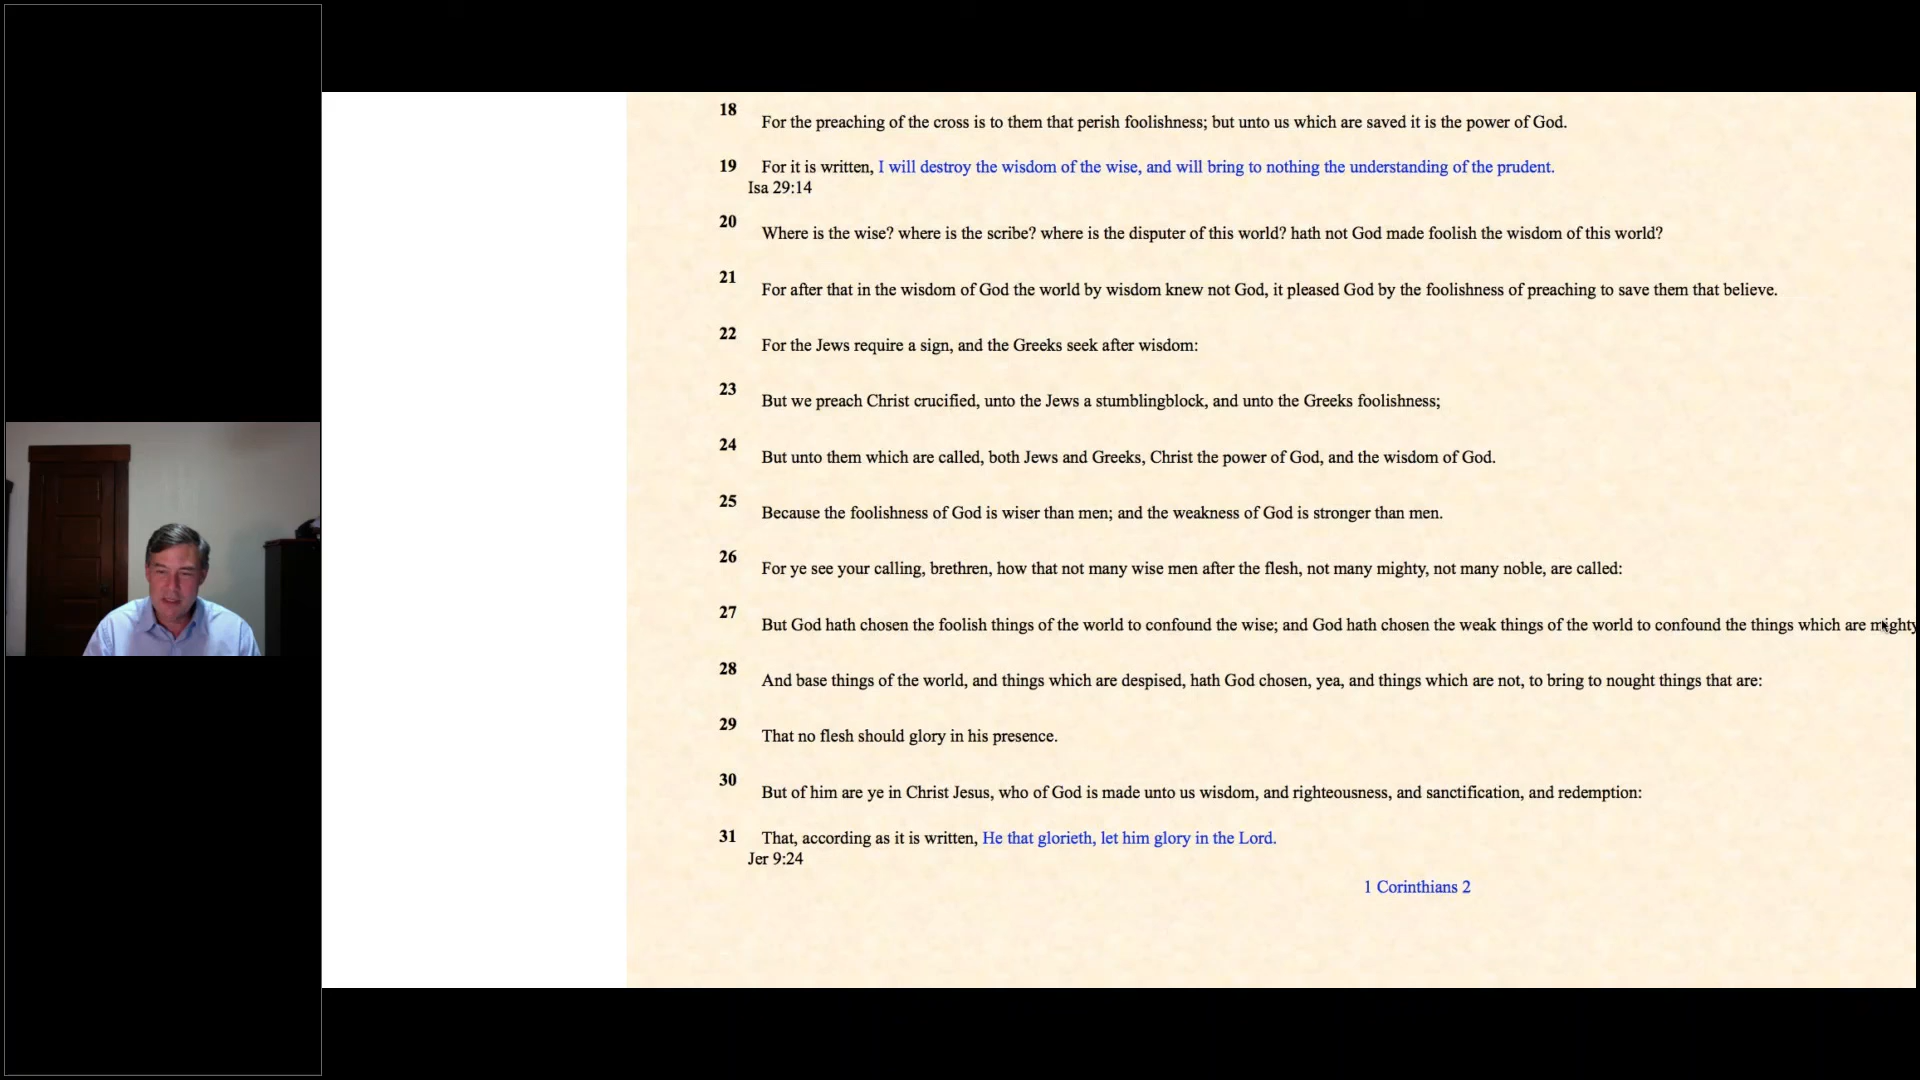 18
For the preaching of the cross is to them that perish foolishness; but unto us which are saved it is the power of God.
19 For it is written, I will destroy the wisdom of the wise, and will bring to nothing the understanding of the prudent.
Isa 29:14
20
Where is the wise? where is the scribe? where is the disputer of this world? hath not God made foolish the wisdom of this world?
21
For after that in the wisdom of God the world by wisdom knew not God, it pleased God by the foolishness of preaching to save them that believe.
22
For the Jews require a sign, and the Greeks seek after wisdom:
23
But we preach Christ crucified, unto the Jews a stumblingblock, and unto the Greeks foolishness;
24
But unto them which are called, both Jews and Greeks, Christ the power of God, and the wisdom of God.
25
Because the foolishness of God is wiser than men; and the weakness of God is stronger than men.
26
For ye see your calling, brethren, how that not many wise men after the flesh, not many mighty, not many noble, are called:
27
But God hath chosen the foolish things of the world to confound the wise; and God hath chosen the weak things of the world to confound the things which are mighty
28
And base things of the world, and things which are despised, hath God chosen, yea, and things which are not, to bring to nought things that are:
29
That no flesh should glory in his presence.
30
But of him are ye in Christ Jesus, who of God is made unto us wisdom, and righteousness, and sanctification, and redemption:
31 That, according as it is written, He that glorieth, let him glory in the Lord.
Jer 9:24
1 Corinthians 2